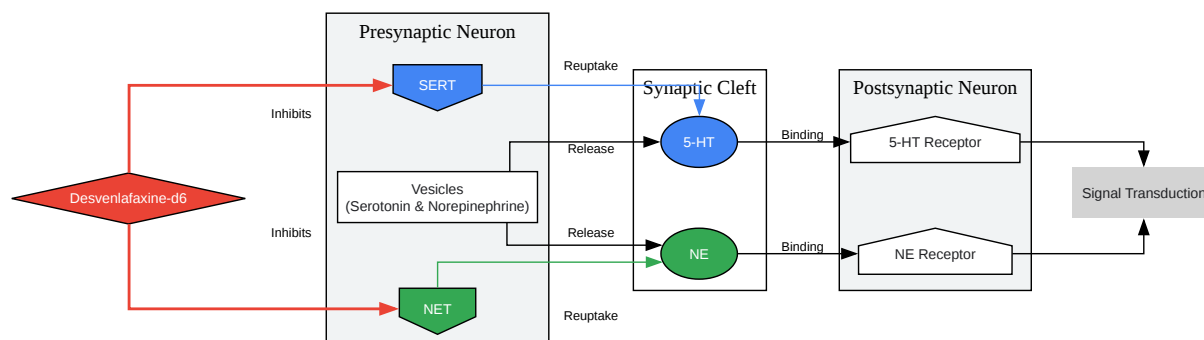 Presynaptic Neuron
SERT
Reuptake
Synaptic Cleft
Postsynaptic Neuron
Inhibits
5-HT
Binding
5-HT Receptor
Release
Desvenlafaxine-d6
Vesicles
(Serotonin & Norepinephrine)
Signal Transduction
Inhibits
Release
NE
Binding
NE Receptor
NET
Reuptake